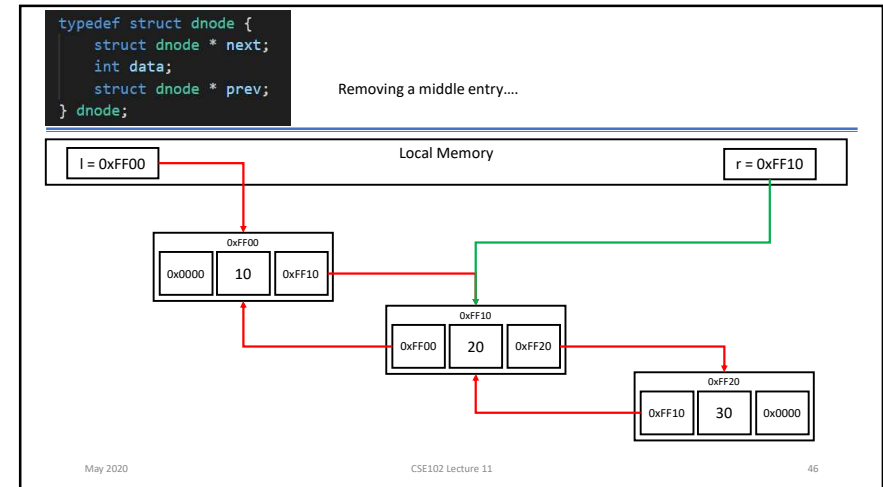 typedef struct dnode {
struct dnode * next;
int data;
struct dnode * prev;
} dnode;
Removing a middle entry....
Local Memory
l = 0xFF00
r = 0xFF10
0xFF00
0x0000 10 0xFF10
0xFF10
0xFF00 20 0xFF20
0xFF20
0xFF10 30 0x0000
May 2020 CSE102 Lecture 11 46